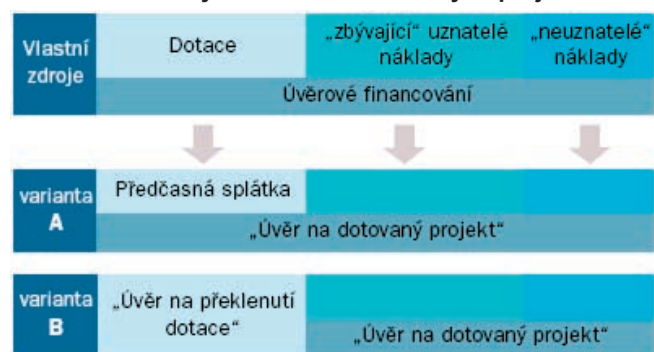 Vlastní
zdroje
Dotace
„zbývající“ uznatelé
náklady
„neuznatelé“
náklady
Úvěrové financování
varianta
A
Předčasná splátka
„Úvěr na dotovaný projekt“
varianta
B
„Úvěr na překlenutí
dotace“
„Úvěr na dotovaný projekt“